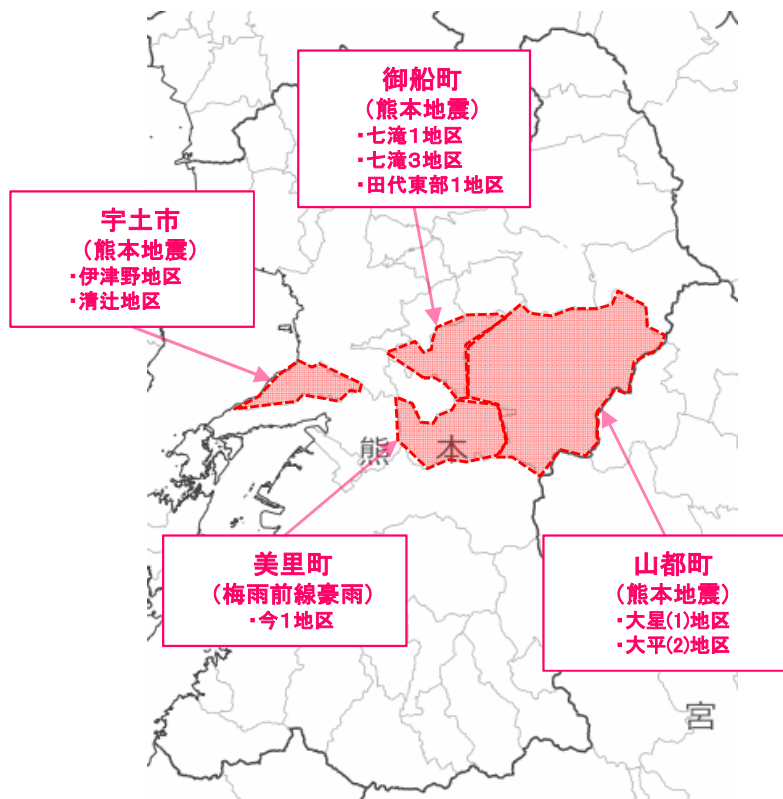 御船町
(熊本地震)
・七滝1地区
・七滝3地区
・田代東部1地区
宇土市
(熊本地震)
・伊津野地区
・清辻地区
熊本
美里町
(梅雨前線豪雨)
・今1地区
山都町
(熊本地震)
・大星(1)地区
・大平(2)地区
宮